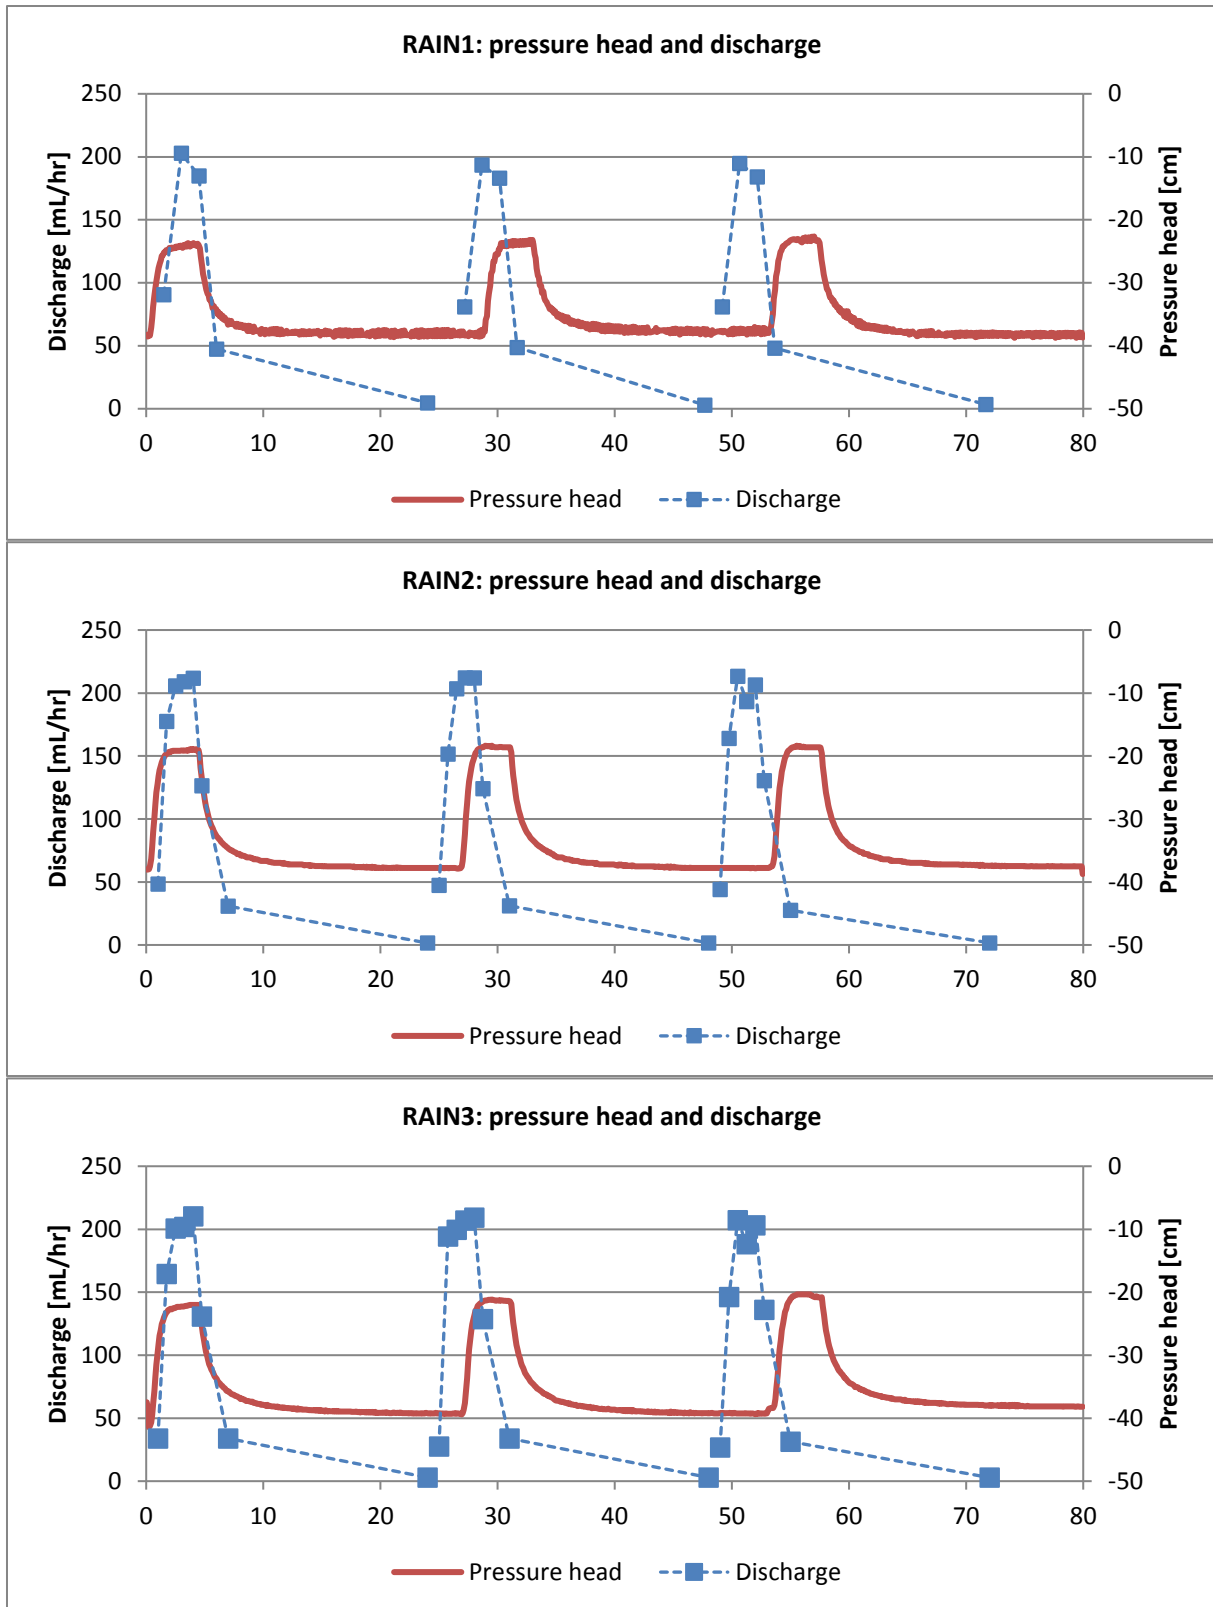 RAIN1: pressure head and discharge
250
200
150
100
50
0
Discharge [mL/hr]
0
-10
-20
-30
-40
-50
Pressure head [cm]
0 10 20 30 40 50 60 70 80
Pressure head Discharge
RAIN2: pressure head and discharge
250
200
150
100
50
0
Discharge [mL/hr]
0
-10
-20
-30
-40
-50
Pressure head [cm]
0 10 20 30 40 50 60 70 80
Pressure head Discharge
RAIN3: pressure head and discharge
250
200
150
100
50
0
Discharge [mL/hr]
0
-10
-20
-30
-40
-50
Pressure head [cm]
0 10 20 30 40 50 60 70 80
Pressure head Discharge